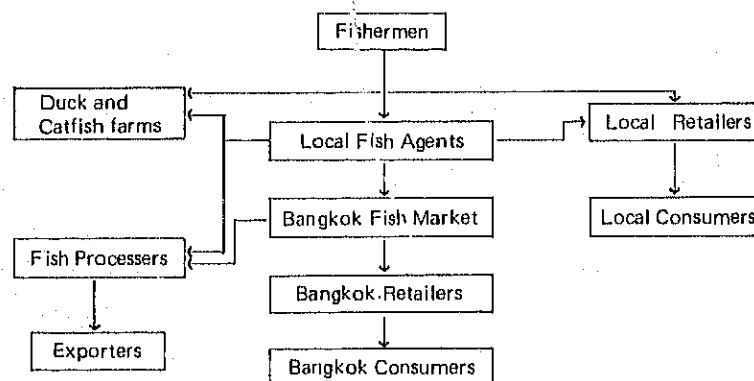 Fishermen
Duck and
Catfish farms
Local Fish Agents
Local Retailers
Bangkok Fish Market
Local Consumers
Fish Processers
Bangkok Retailers
Exporters
Bangkok Consumers